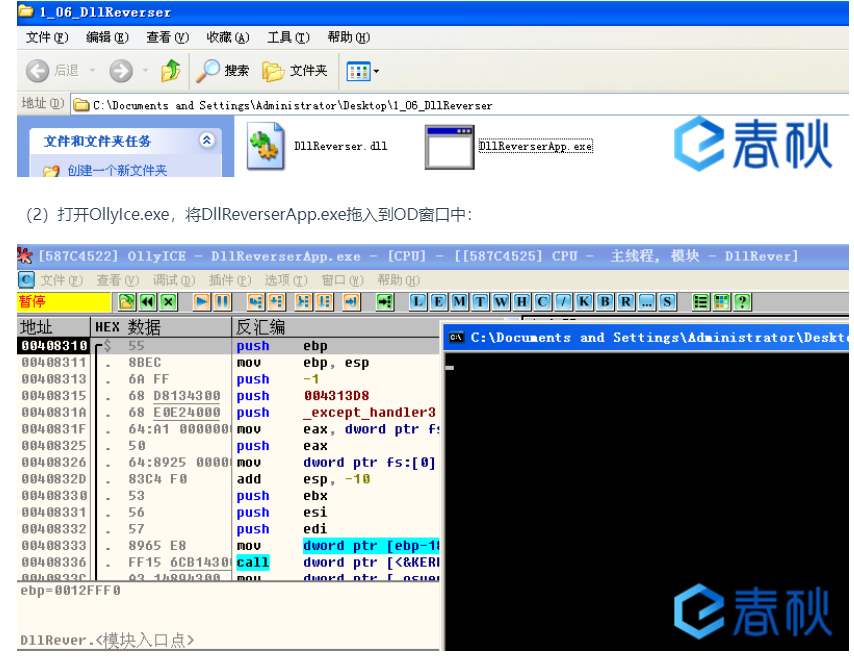 1_06_DllReverser
文件(F) 编辑(E) 查看(V) 收藏(A) 工具(T) 帮助(H)
后退 搜索 文件夹
地址(D) C:\Documents and Settings\Administrator\Desktop\1_06_DllReverser
文件和文件夹任务
创建一个新文件夹
DllReverser.dll
DllReverserApp.exe
春秋
（2）打开OllyIce.exe，将DllReverserApp.exe拖入到OD窗口中：
[587C4522] OllyICE - DllReverserApp.exe - [CPU] - [[587C4525] CPU - 主线程, 模块 - DllRever]
C 文件(F) 查看(V) 调试(D) 插件(P) 选项(T) 窗口(W) 帮助(H)
暂停 L E M T W H C / K B R ... S ?
地址 HEX 数据 反汇编
00408310 $ 55 push ebp
00408311 . 8BEC mov ebp, esp
00408313 . 6A FF push -1
00408315 . 68 D8134300 push 004313D8
0040831A . 68 E0E24000 push _except_handler3
0040831F . 64:A1 000000 mov eax, dword ptr fs:
00408325 . 50 push eax
00408326 . 64:8925 0000 mov dword ptr fs:[0]
0040832D . 83C4 F0 add esp, -10
00408330 . 53 push ebx
00408331 . 56 push esi
00408332 . 57 push edi
00408333 . 8965 E8 mov dword ptr [ebp-18
00408336 . FF15 6CB1430 call dword ptr [<&KER
0040833C . A3 14894300 mov dword ptr [_osver
ebp=0012FFF0
DllRever.<模块入口点>
C:\Documents and Settings\Administrator\Deskto
春秋